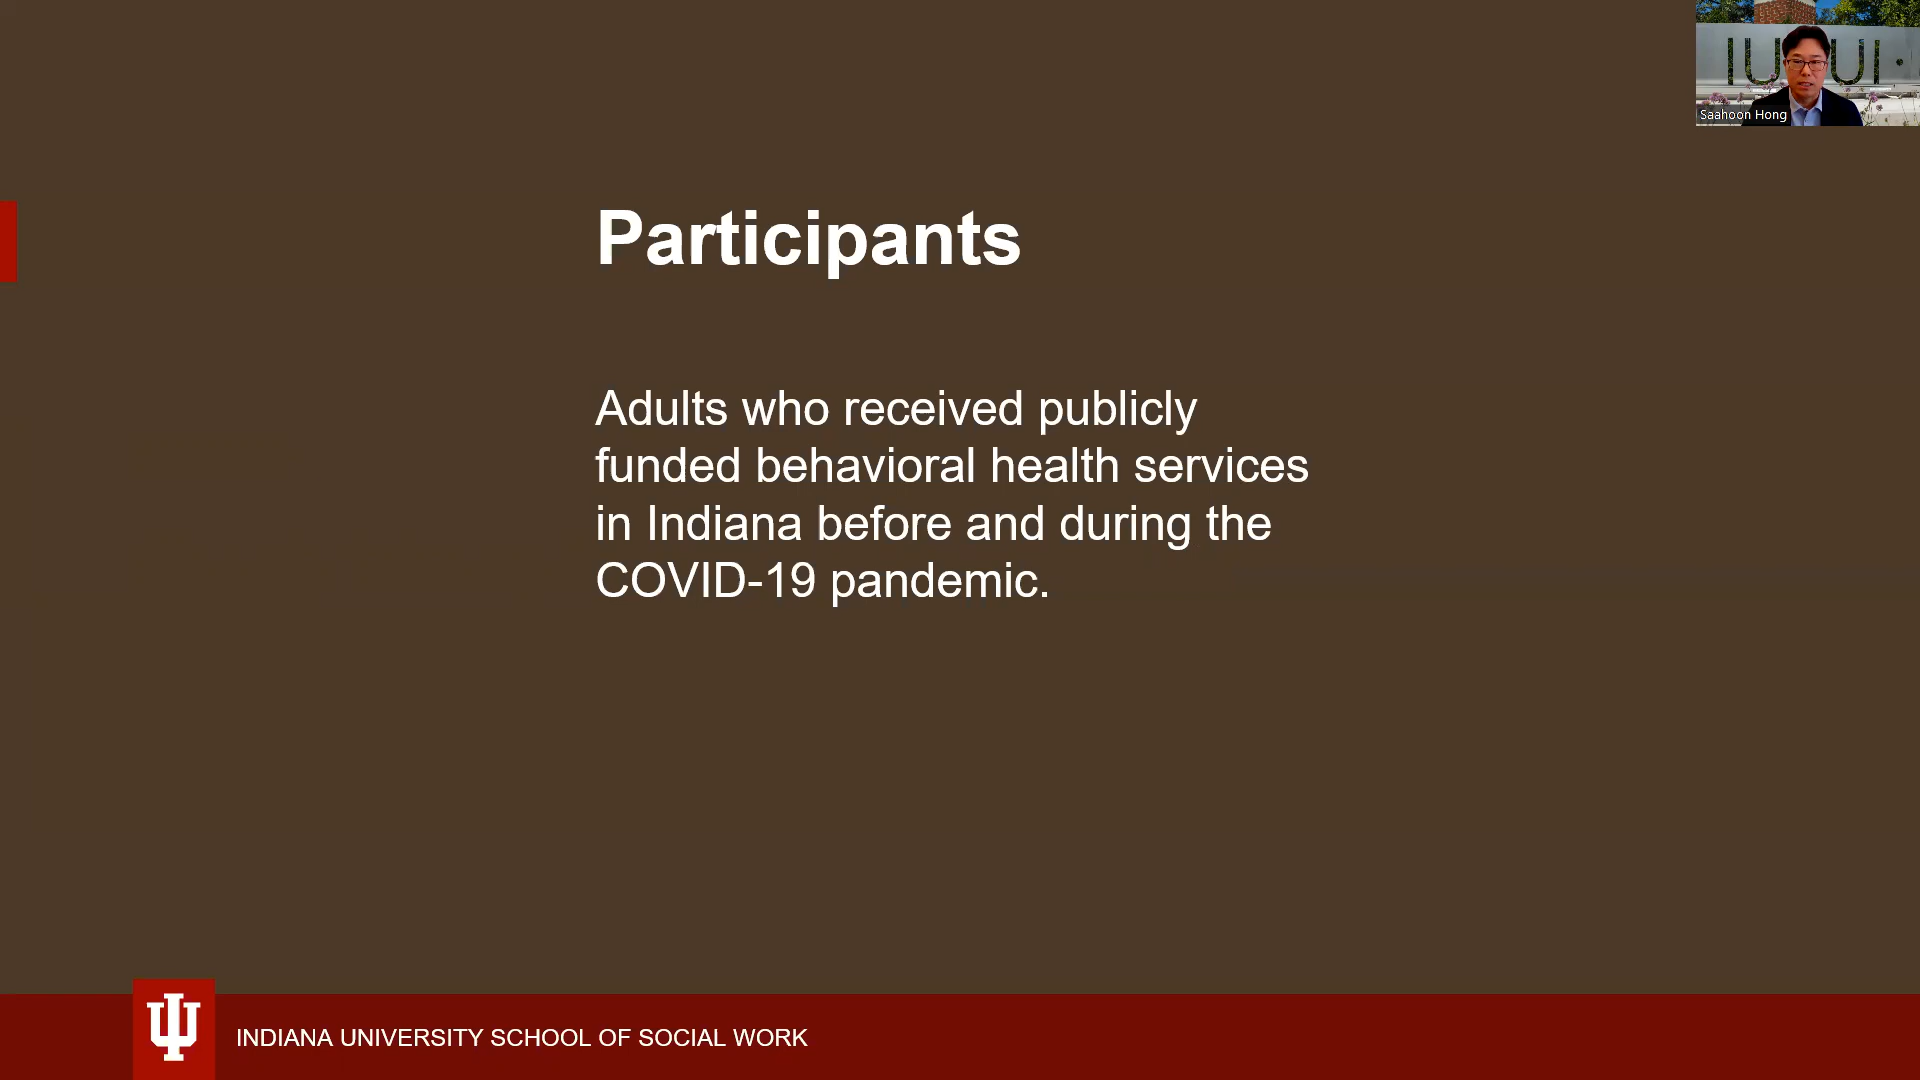 Saahoon Hong
Participants
Adults who received publicly
funded behavioral health services
in Indiana before and during the
COVID-19 pandemic.
INDIANA UNIVERSITY SCHOOL OF SOCIAL WORK